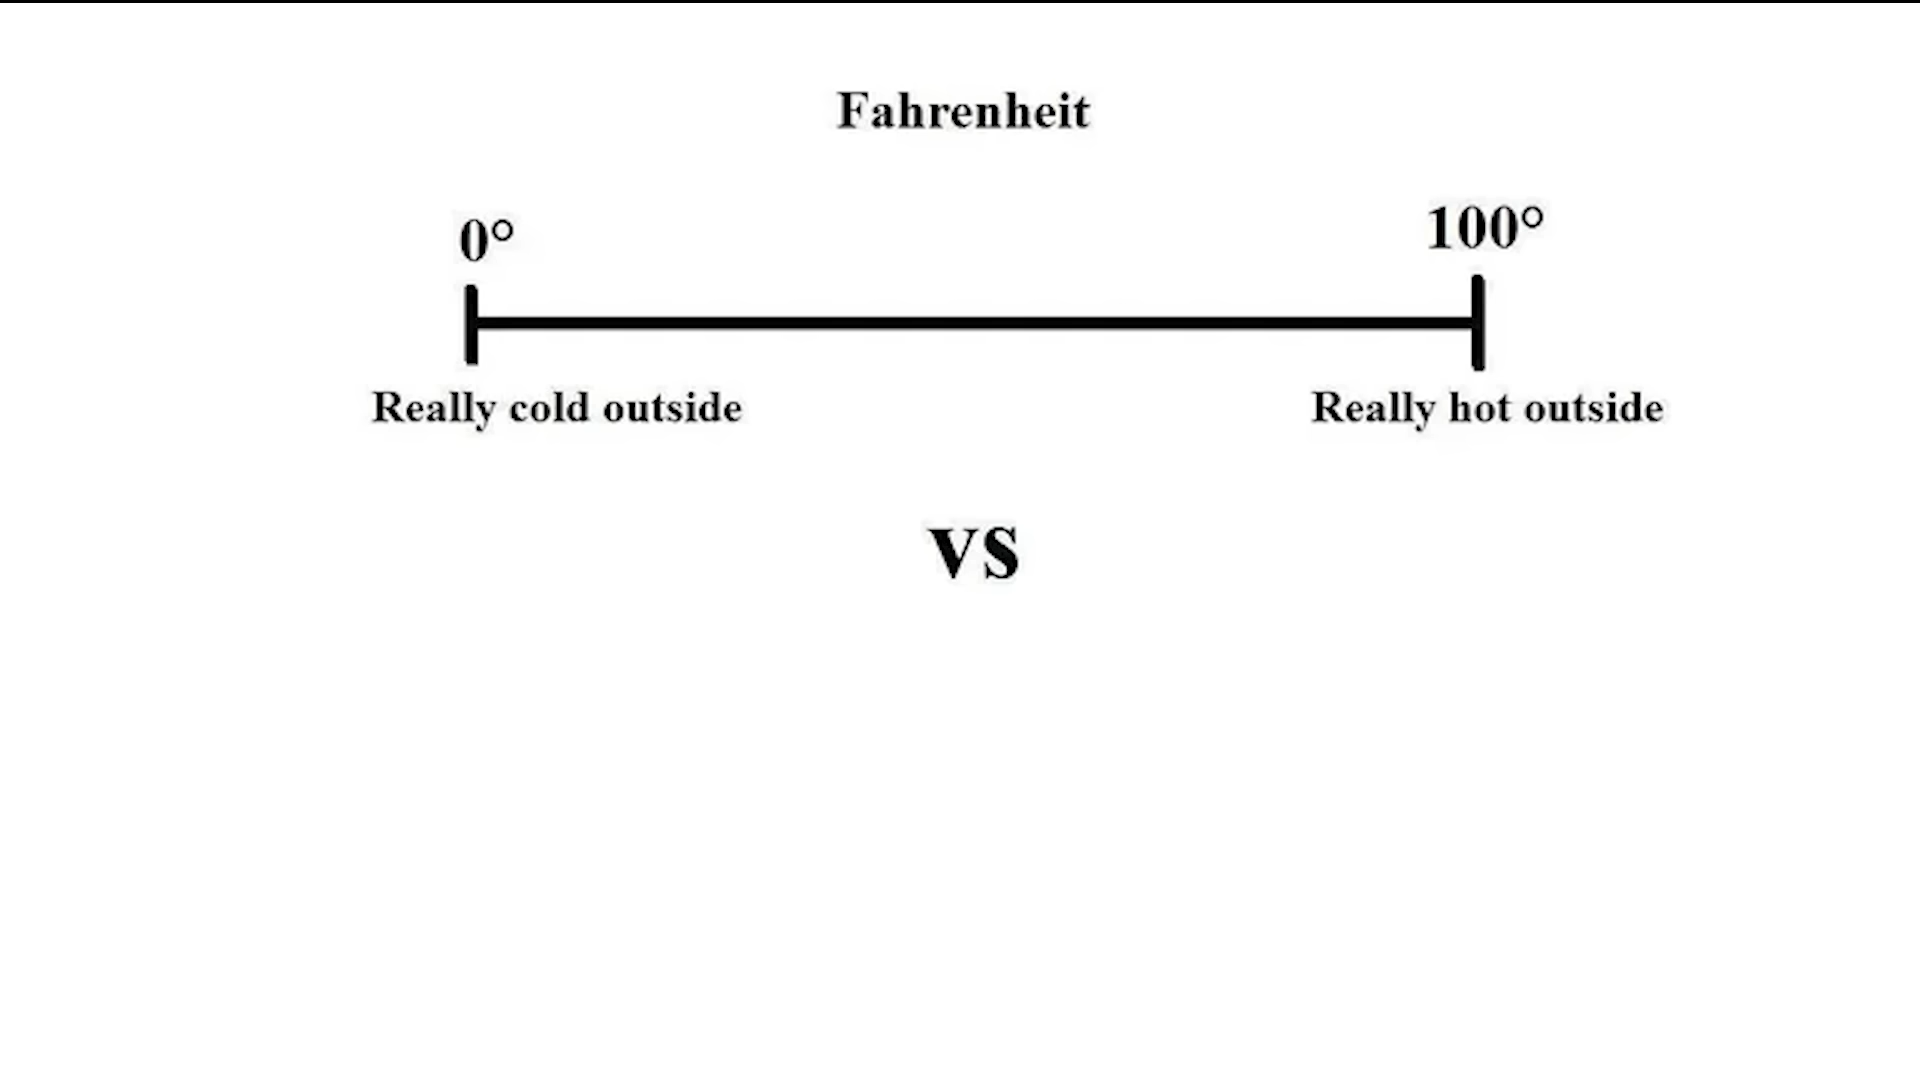 Fahrenheit
0°
100°
Really cold outside
Really hot outside
vs